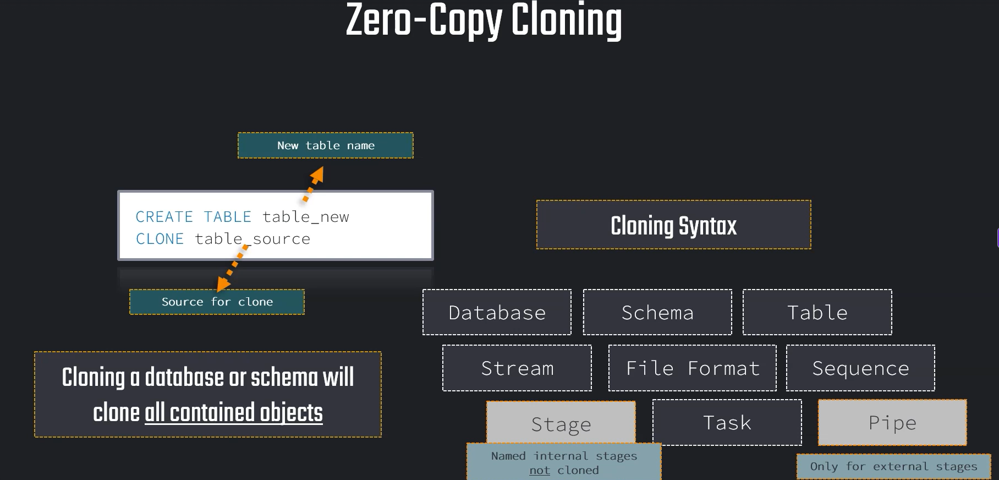 Zero-Copy Cloning
New table name
CREATE TABLE table_new
CLONE table_source
Source for clone
Cloning a database or schema will
clone all contained objects
Cloning Syntax
Database
Schema
Table
Stream
File Format
Sequence
Stage
Task
Pipe
Named internal stages
not cloned
Only for external stages